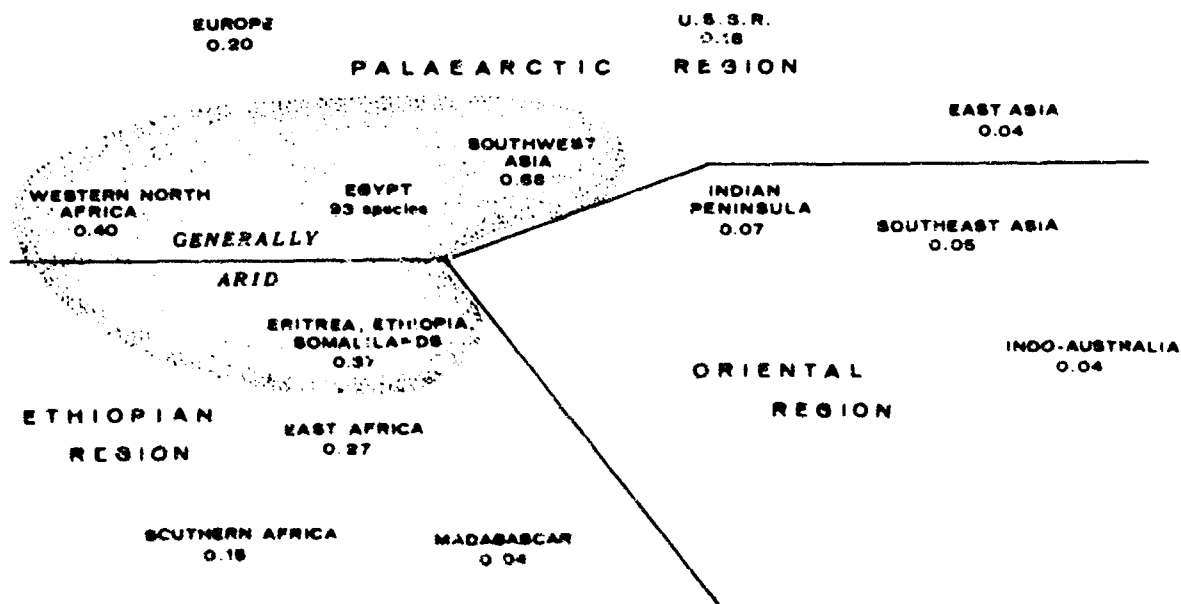 EUROPE
0.20
U.S.S.R.
0.18
PALAEARCTIC REGION
EAST ASIA
0.04
SOUTHWEST
ASIA
0.68
WESTERN NORTH
AFRICA
0.40
EGYPT
93 species
INDIAN
PENINSULA
0.07
SOUTHEAST ASIA
0.05
GENERALLY
ARID
ERITREA, ETHIOPIA,
SOMALILANDS
0.37
INDO-AUSTRALIA
0.04
ORIENTAL
REGION
ETHIOPIAN
REGION
EAST AFRICA
0.27
SOUTHERN AFRICA
MADAGASCAR
0.04